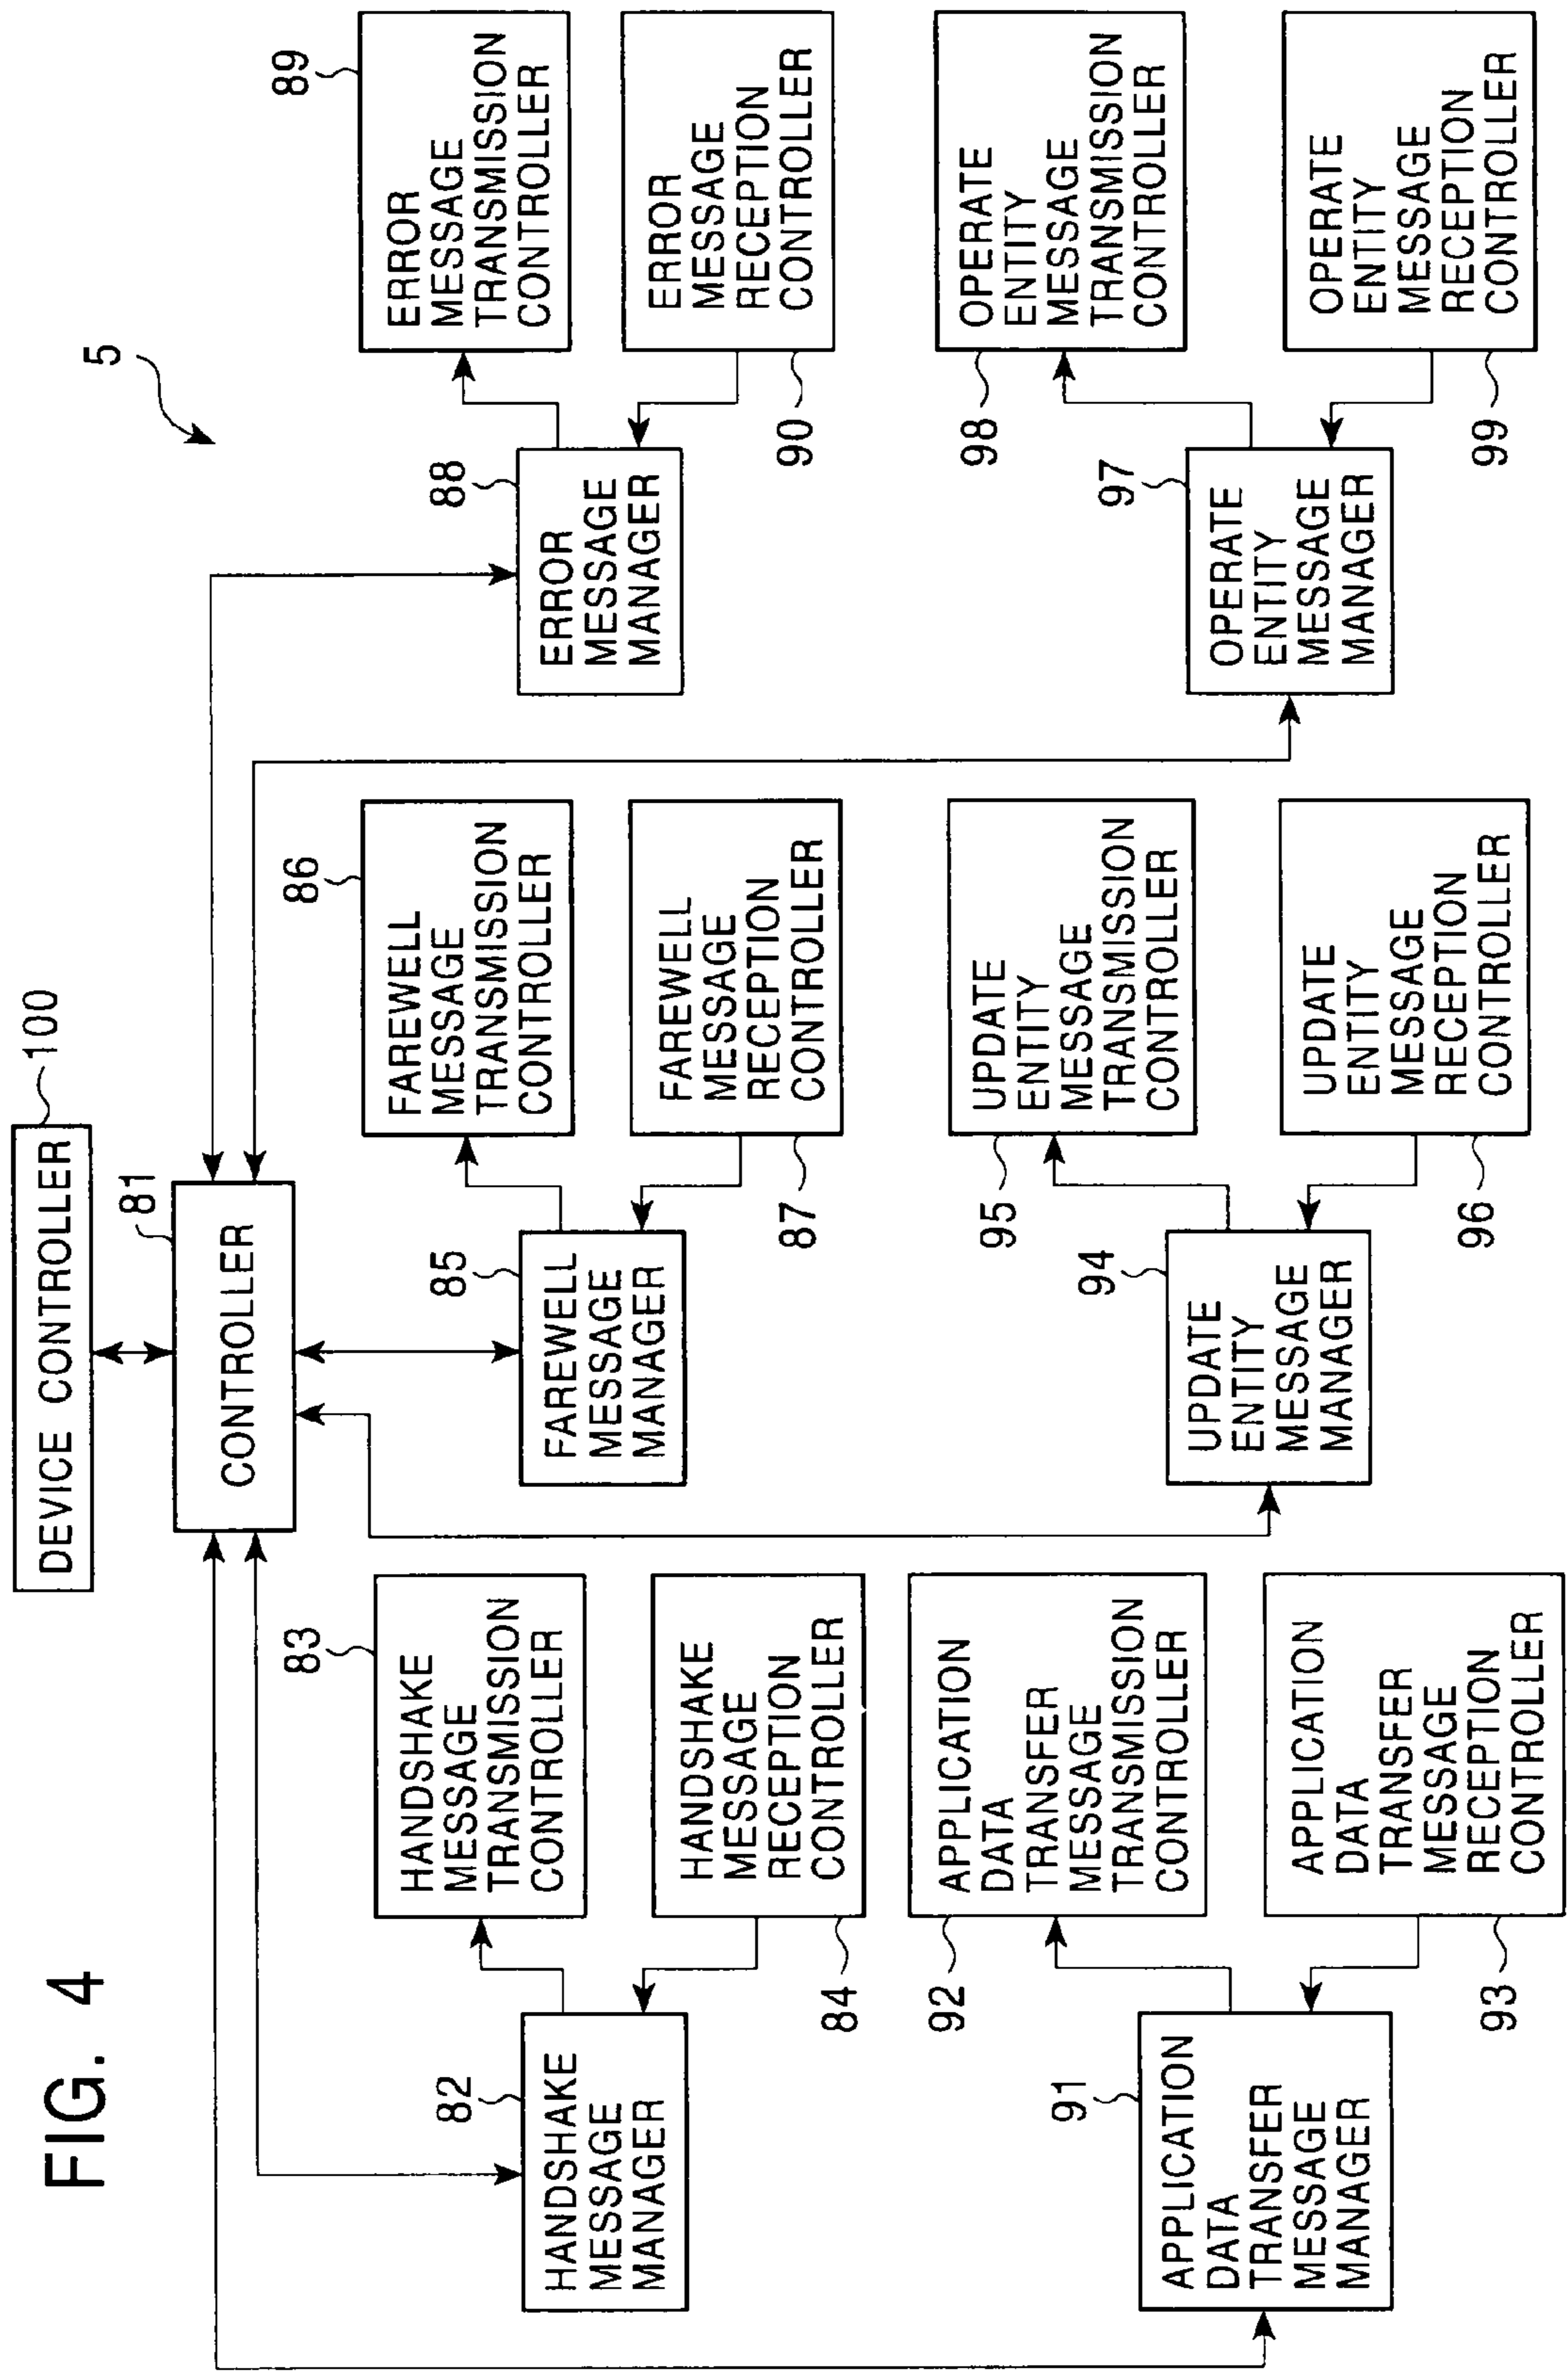 FIG. 4
5
DEVICE CONTROLLER
100
CONTROLLER
81
HANDSHAKE
MESSAGE
MANAGER
82
HANDSHAKE
MESSAGE
TRANSMISSION
CONTROLLER
83
HANDSHAKE
MESSAGE
RECEPTION
CONTROLLER
84
FAREWELL
MESSAGE
MANAGER
85
FAREWELL
MESSAGE
TRANSMISSION
CONTROLLER
86
FAREWELL
MESSAGE
RECEPTION
CONTROLLER
87
ERROR
MESSAGE
MANAGER
88
ERROR
MESSAGE
TRANSMISSION
CONTROLLER
89
ERROR
MESSAGE
RECEPTION
CONTROLLER
90
APPLICATION
DATA
TRANSFER
MESSAGE
MANAGER
91
APPLICATION
DATA
TRANSFER
MESSAGE
TRANSMISSION
CONTROLLER
92
APPLICATION
DATA
TRANSFER
MESSAGE
RECEPTION
CONTROLLER
93
UPDATE
ENTITY
MESSAGE
MANAGER
94
UPDATE
ENTITY
MESSAGE
TRANSMISSION
CONTROLLER
95
UPDATE
ENTITY
MESSAGE
RECEPTION
CONTROLLER
96
OPERATE
ENTITY
MESSAGE
MANAGER
97
OPERATE
ENTITY
MESSAGE
TRANSMISSION
CONTROLLER
98
OPERATE
ENTITY
MESSAGE
RECEPTION
CONTROLLER
99